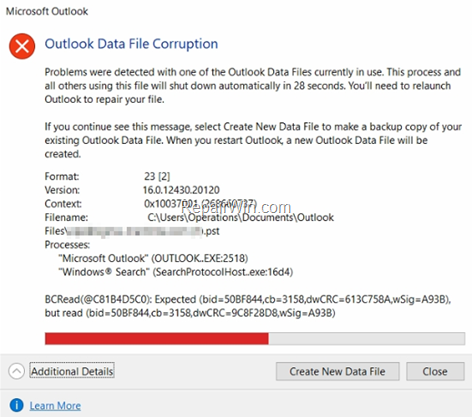 Microsoft Outlook
Outlook Data File Corruption
Problems were detected with one of the Outlook Data Files currently in use. This process and
all others using this file will shut down automatically in 28 seconds. You'll need to relaunch
Outlook to repair your file.
If you continue see this message, select Create New Data File to make a backup copy of your
existing Outlook Data File. When you restart Outlook, a new Outlook Data File will be
created.
Format: 23 [2]
Version: 16.0.12430.20120
Context: 0x10037001 (268660737)
RepairWin.com
Filename: C:\Users\Operations\Documents\Outlook
Files\ ).pst
Processes:
"Microsoft Outlook" (OUTLOOK..EXE:2518)
"Windows® Search" (SearchProtocolHost..exe:16d4)
BCRead(@C81B4D5C0): Expected (bid=50BF844,cb=3158,dwCRC=613C758A,wSig=A93B),
but read (bid=50BF844,cb=3158,dwCRC=9C8F28D8,wSig=A93B)
Additional Details
Create New Data File
Close
Learn More